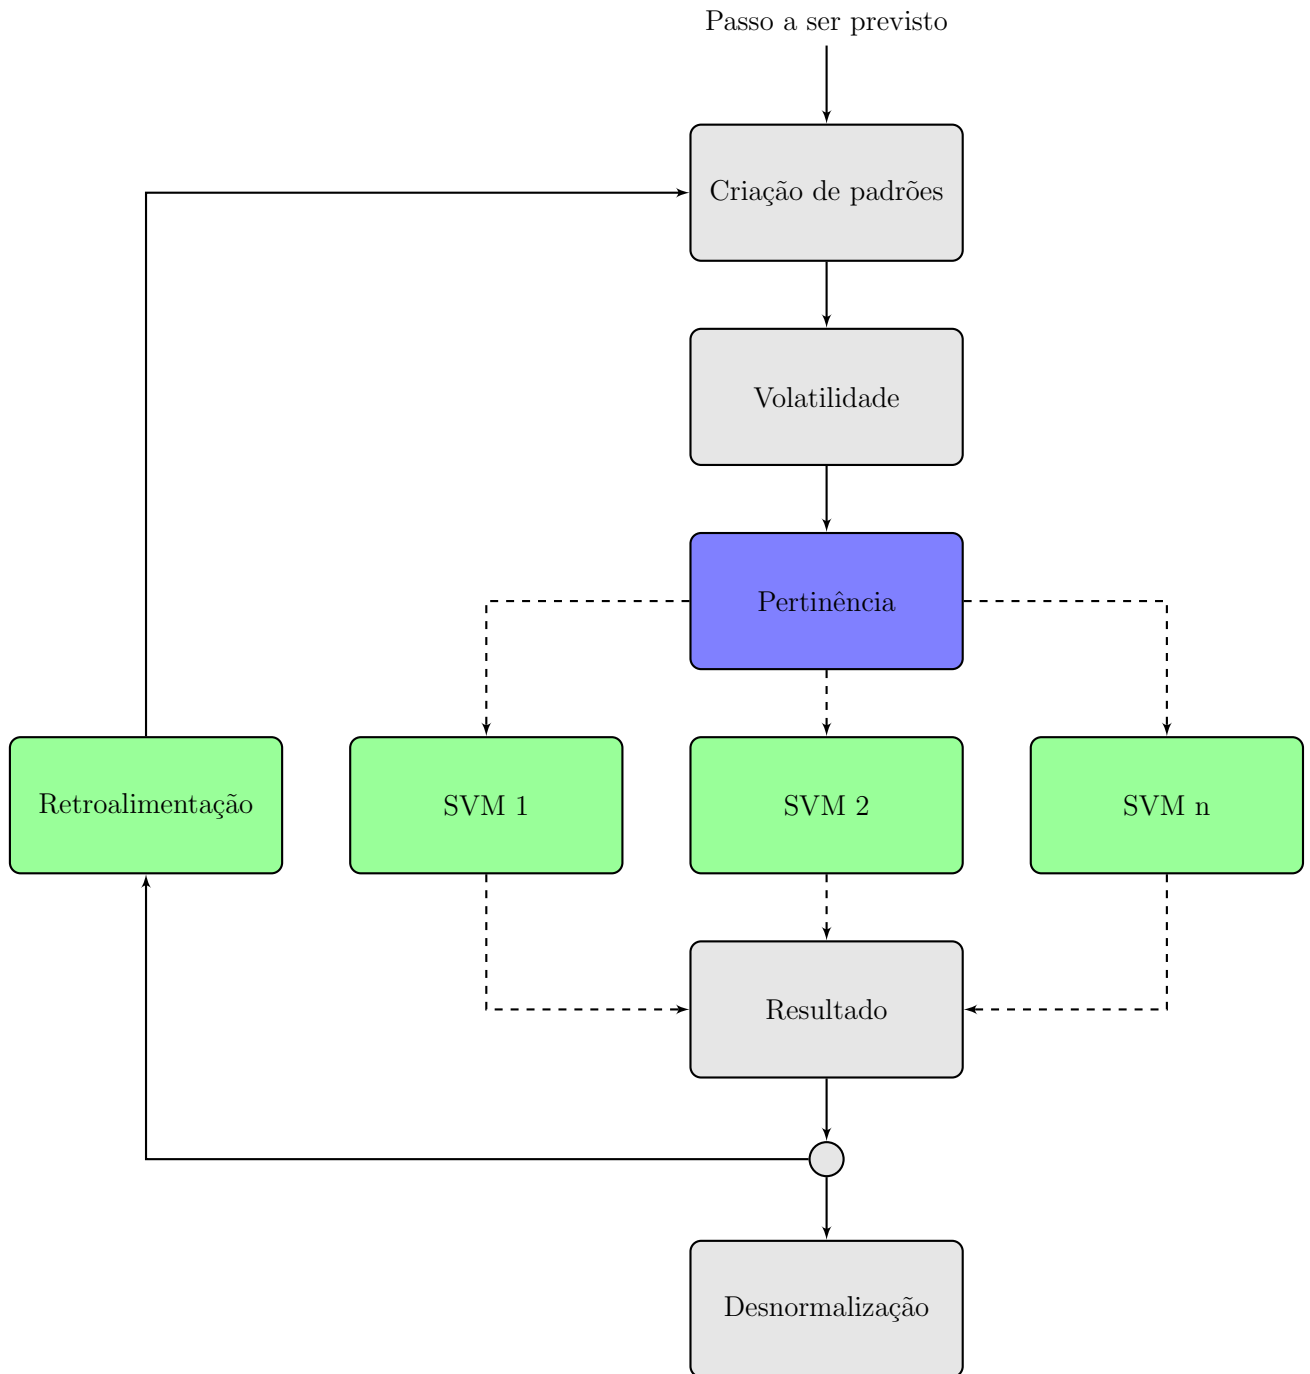 Passo a ser previsto
Criação de padrões
Volatilidade
Pertinência
Retroalimentação
SVM 1
SVM 2
SVM n
Resultado
Desnormalização